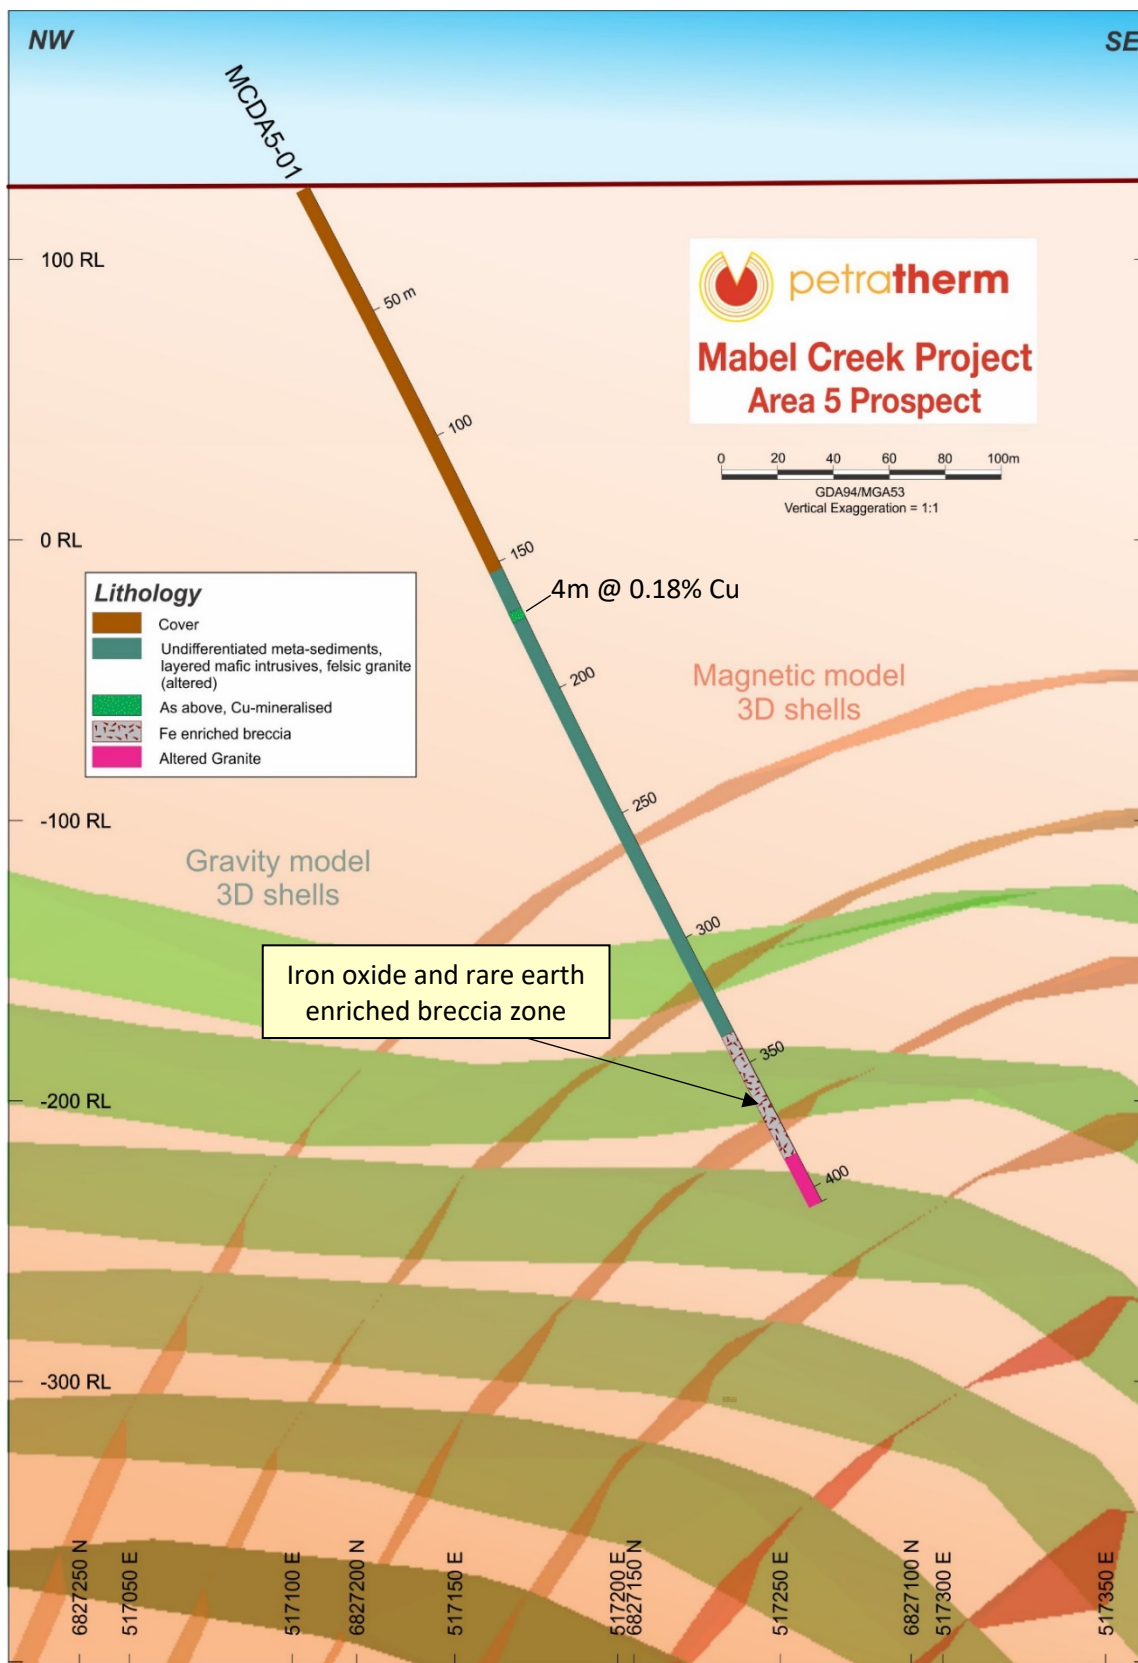 NW
SE
MCDA5-01
100 RL
50 m
petratherm
Mabel Creek Project
Area 5 Prospect
100
0 20 40 60 80 100m
GDA94/MGA53
Vertical Exaggeration = 1:1
0 RL
150
4m @ 0.18% Cu
Lithology
Cover
Undifferentiated meta-sediments,
layered mafic intrusives, felsic granite
(altered)
As above, Cu-mineralised
Fe enriched breccia
Altered Granite
200
Magnetic model
3D shells
250
-100 RL
Gravity model
3D shells
300
Iron oxide and rare earth
enriched breccia zone
350
-200 RL
400
-300 RL
6827250 N
517050 E
517100 E
6827200 N
517150 E
517200 E
6827150 N
517250 E
6827100 N
517300 E
517350 E